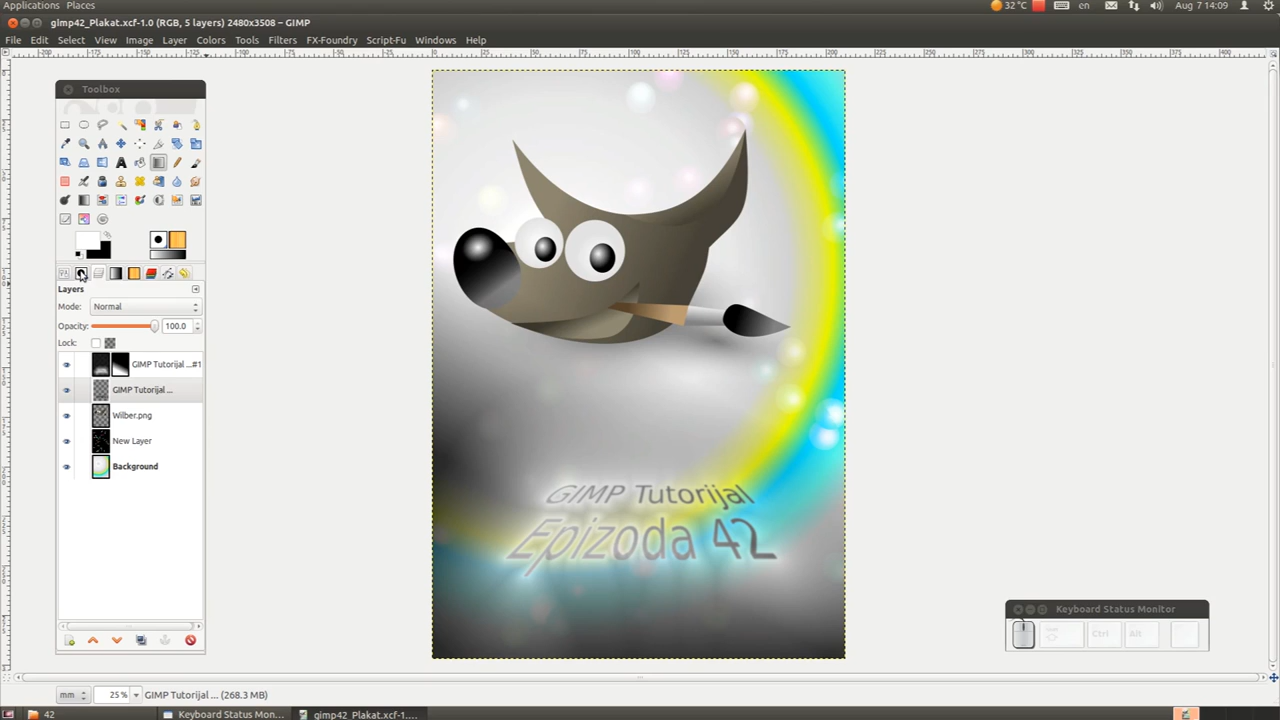 Applications Places
32 °C en Aug 7 14:09
gimp42_Plakat.xcf-1.0 (RGB, 5 layers) 2480x3508 – GIMP
File Edit Select View Image Layer Colors Tools Filters FX-Foundry Script-Fu Windows Help
Toolbox
Layers
Mode: Normal
Opacity: 100.0
Lock:
GIMP Tutorijal ...#1
GIMP Tutorijal ...
Wilber.png
New Layer
Background
GIMP Tutorijal
Epizoda 42
Keyboard Status Monitor
Ctrl Alt
mm 25% GIMP Tutorijal ... (268.3 MB)
42 Keyboard Status Mon... gimp42_Plakat.xcf-1....